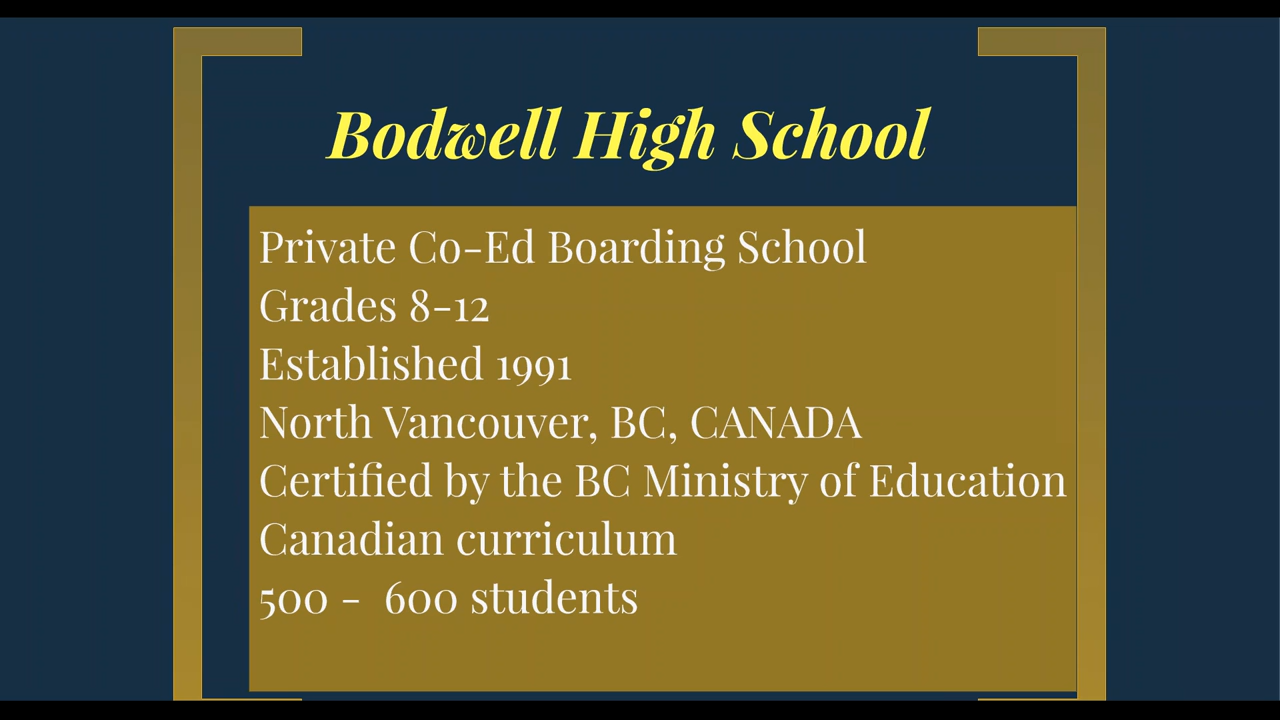 Bodwell High School
Private Co-Ed Boarding School
Grades 8-12
Established 1991
North Vancouver, BC, CANADA
Certified by the BC Ministry of Education
Canadian curriculum
500 -  600 students